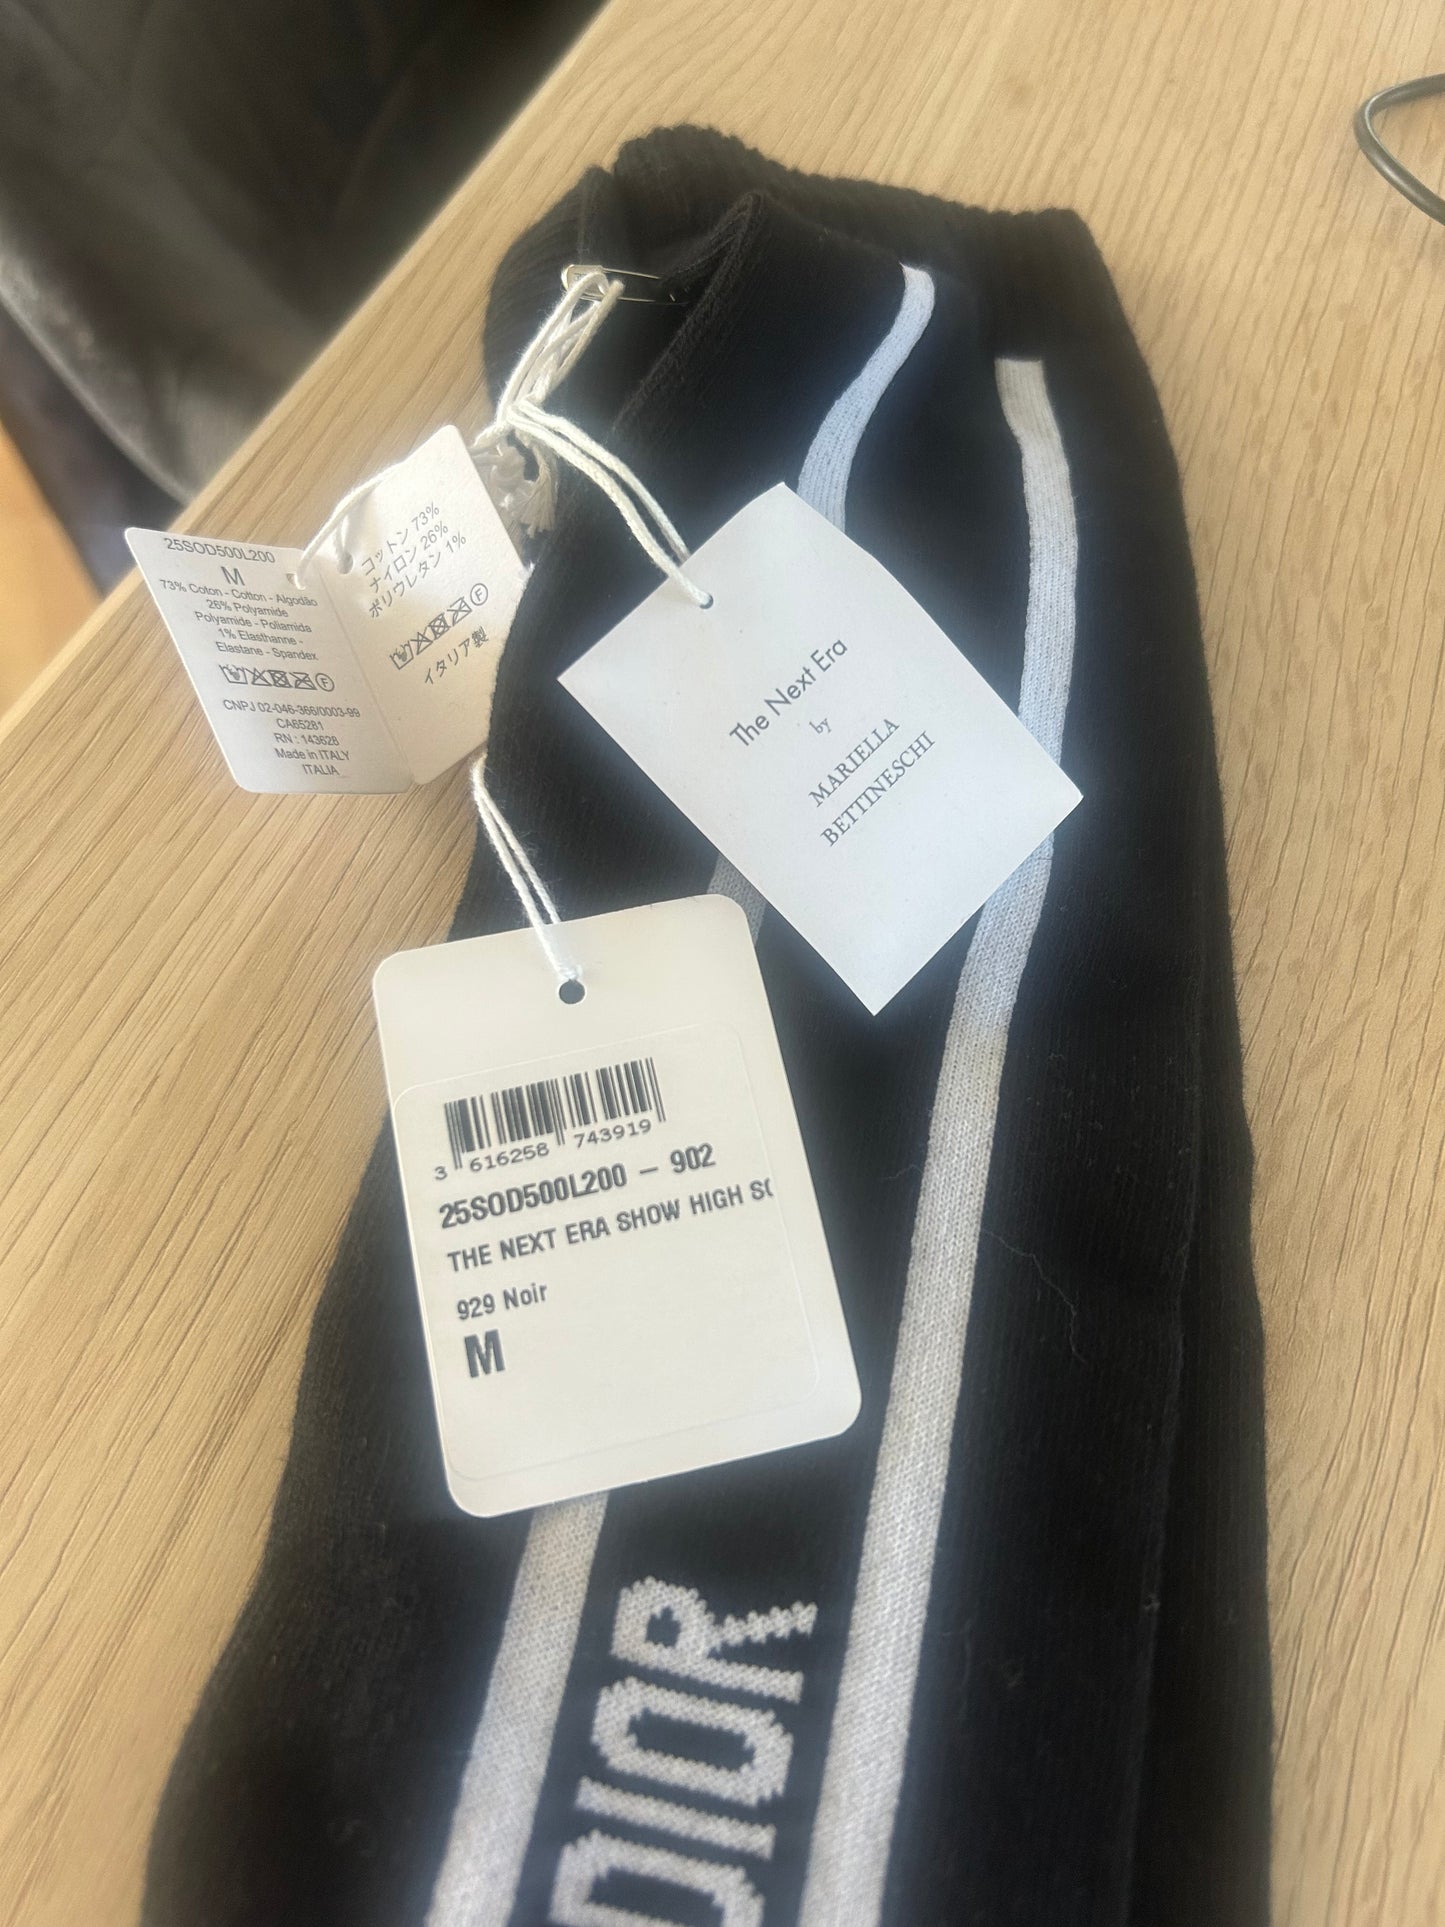 25SOD500L200
M
73% Coton - Cotton - Algodão
26% Polyamide
Polyamide - Poliamida
1% Elasthanne -
Elastane - Spandex
F
CNPJ 02-046-366/0003-99
CA65281
RN : 143628
Made in ITALY
ITALIA
コットン 73%
ナイロン 26%
ポリウレタン 1%
F
イタリア製
The Next Era
by
MARIELLA
BETTINESCHI
3 616258 743919
25SOD500L200 – 902
THE NEXT ERA SHOW HIGH SO
929 Noir
M
DIOR